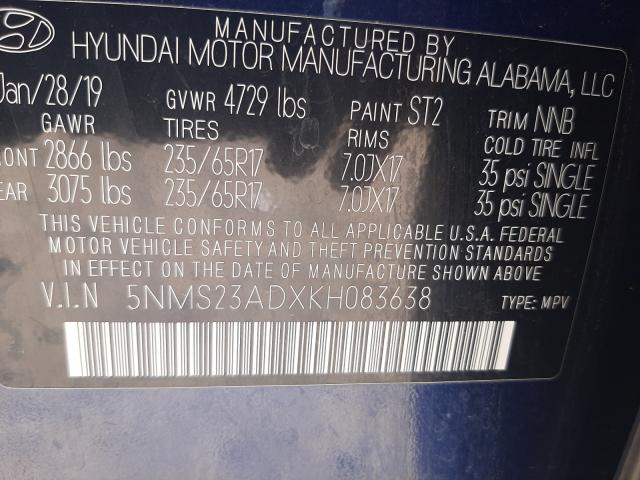 MANUFACTURED BY
HYUNDAI MOTOR MANUFACTURING ALABAMA, LLC
Jan/28/19 GVWR 4729 lbs PAINT ST2 TRIM NNB
GAWR TIRES RIMS COLD TIRE INFL
RONT 2866 lbs 235/65R17 7.0JX17 35 psi SINGLE
EAR 3075 lbs 235/65R17 7.0JX17 35 psi SINGLE
THIS VEHICLE CONFORMS TO ALL APPLICABLE U.S.A. FEDERAL
MOTOR VEHICLE SAFETY AND THEFT PREVENTION STANDARDS
IN EFFECT ON THE DATE OF MANUFACTURE SHOWN ABOVE.
V.I.N 5NMS23ADXKH083638 TYPE: MPV